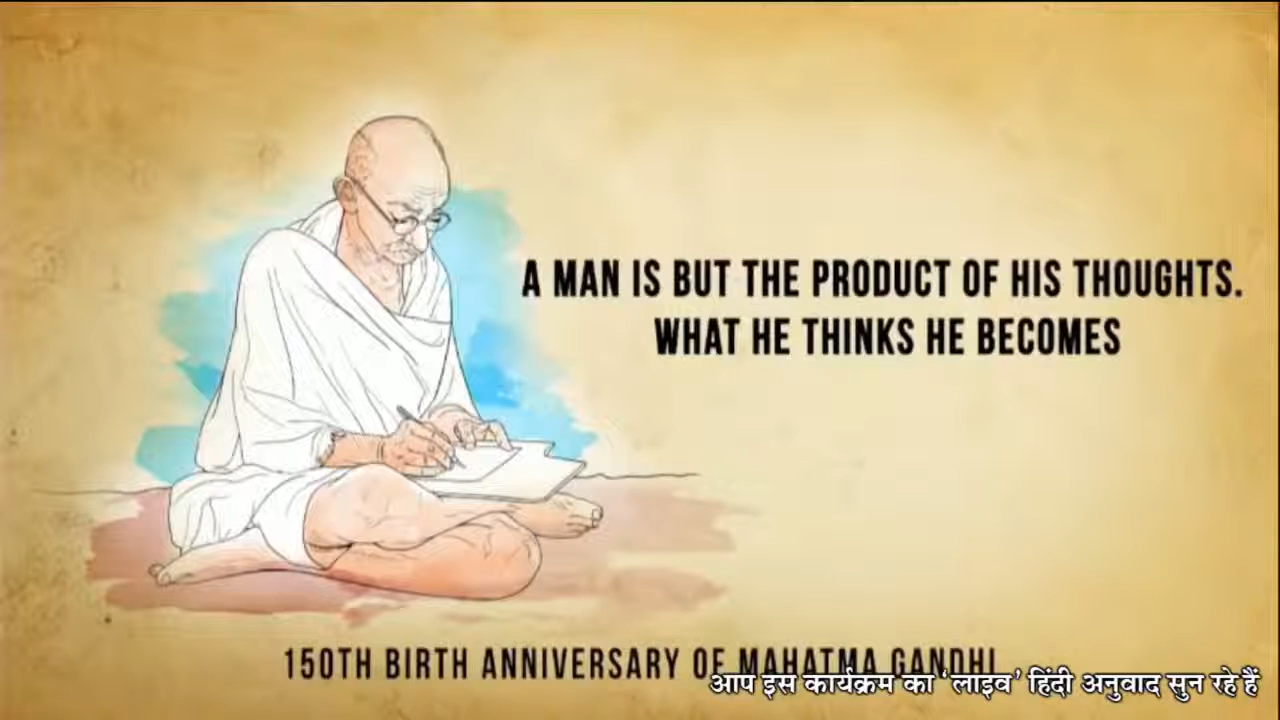 A MAN IS BUT THE PRODUCT OF HIS THOUGHTS.
WHAT HE THINKS HE BECOMES
150TH BIRTH ANNIVERSARY OF MAHATMA GANDHI
आप इस कार्यक्रम का 'लाइव' हिंदी अनुवाद सुन रहे हैं